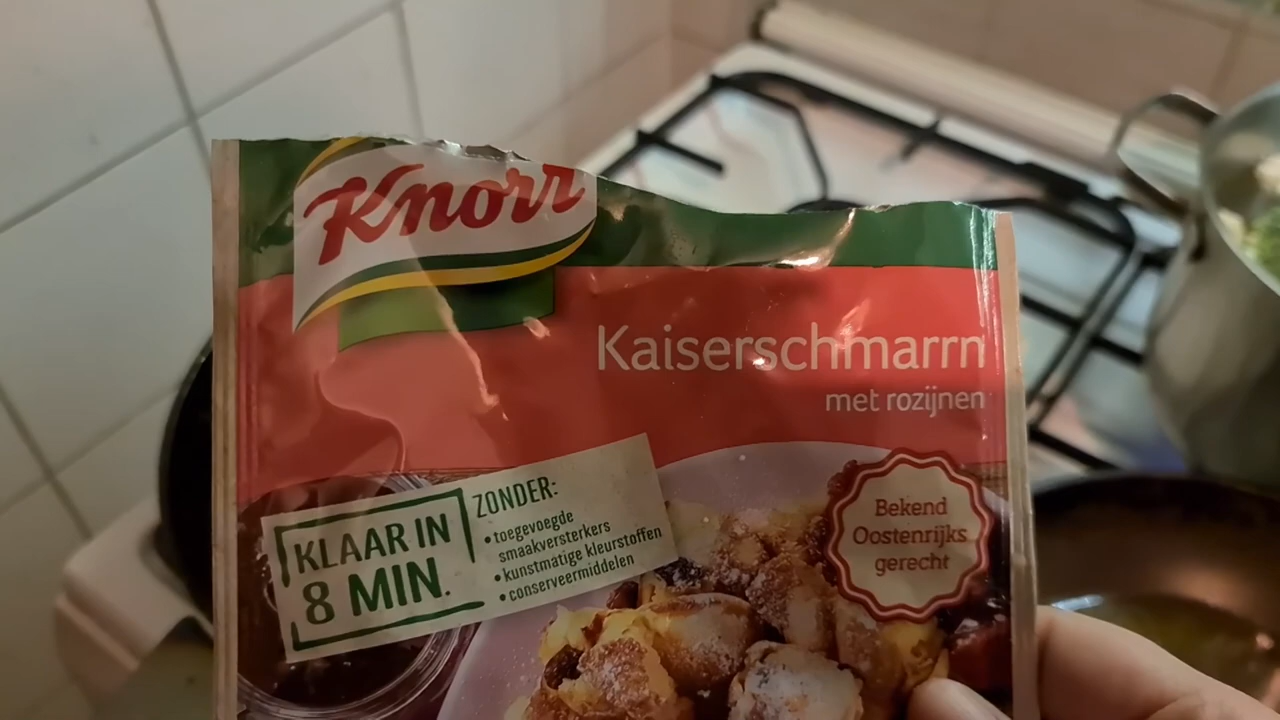 Knorr
Kaiserschmarrn
met rozijnen
KLAAR IN
8 MIN.
ZONDER:
• toegevoegde
smaakversterkers
• kunstmatige kleurstoffen
• conserveermiddelen
Bekend
Oostenrijks
gerecht